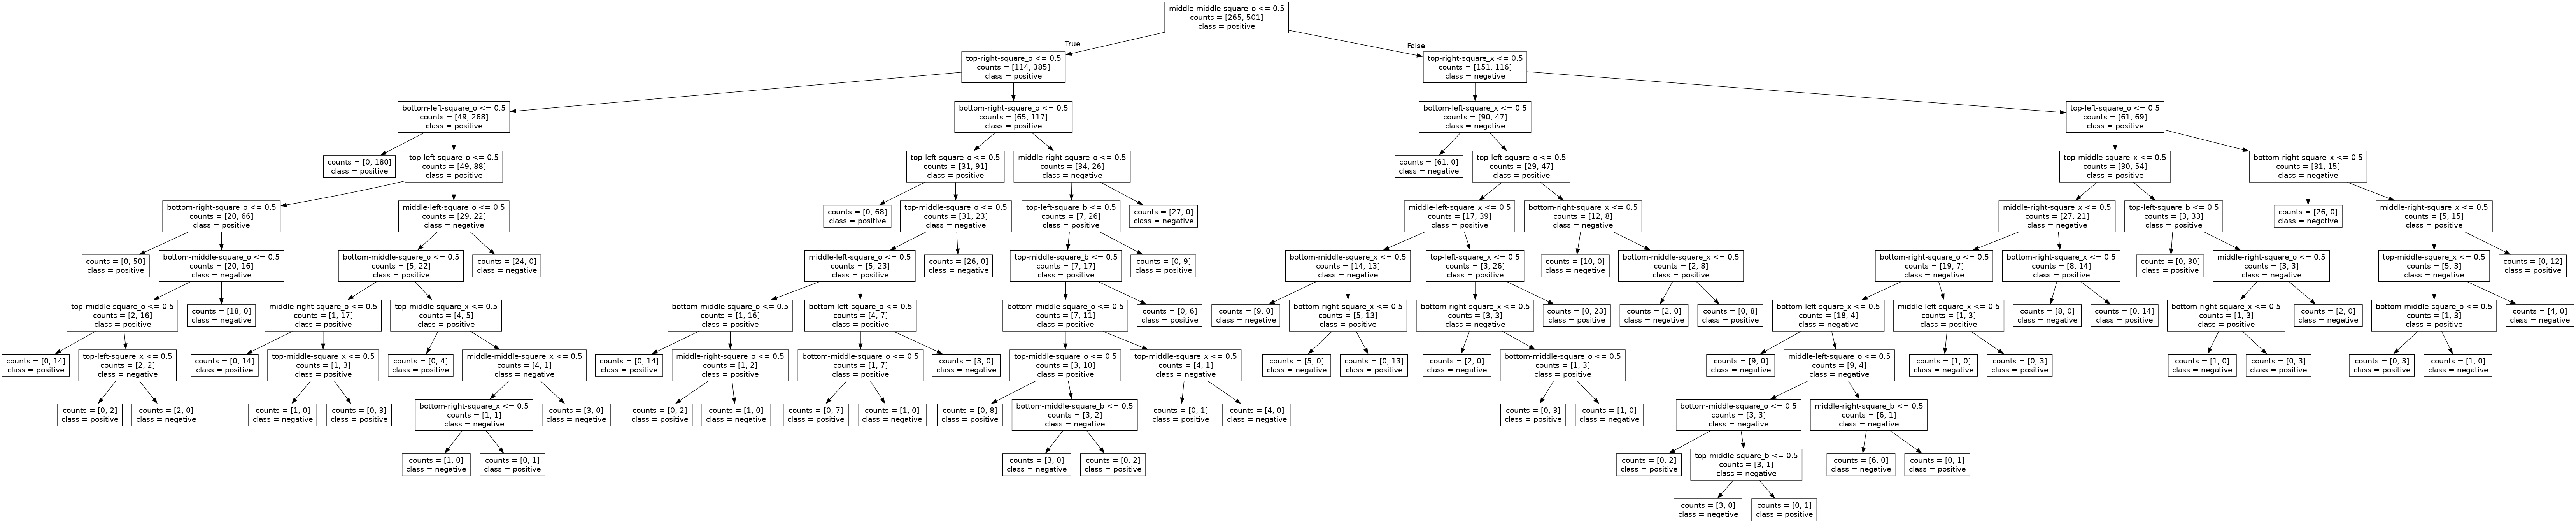 middle-middle-square_o <= 0.5
counts = [265, 501]
class = positive
True
False
top-right-square_o <= 0.5
counts = [114, 385]
class = positive
top-right-square_x <= 0.5
counts = [151, 116]
class = negative
bottom-left-square_o <= 0.5
counts = [49, 268]
class = positive
bottom-right-square_o <= 0.5
counts = [65, 117]
class = positive
bottom-left-square_x <= 0.5
counts = [90, 47]
class = negative
top-left-square_o <= 0.5
counts = [61, 69]
class = positive
counts = [0, 180]
class = positive
top-left-square_o <= 0.5
counts = [49, 88]
class = positive
top-left-square_o <= 0.5
counts = [31, 91]
class = positive
middle-right-square_o <= 0.5
counts = [34, 26]
class = negative
counts = [61, 0]
class = negative
top-left-square_o <= 0.5
counts = [29, 47]
class = positive
top-middle-square_x <= 0.5
counts = [30, 54]
class = positive
bottom-right-square_x <= 0.5
counts = [31, 15]
class = negative
bottom-right-square_o <= 0.5
counts = [20, 66]
class = positive
middle-left-square_o <= 0.5
counts = [29, 22]
class = negative
counts = [0, 68]
class = positive
top-middle-square_o <= 0.5
counts = [31, 23]
class = negative
top-left-square_b <= 0.5
counts = [7, 26]
class = positive
counts = [27, 0]
class = negative
middle-left-square_x <= 0.5
counts = [17, 39]
class = positive
bottom-right-square_x <= 0.5
counts = [12, 8]
class = negative
middle-right-square_x <= 0.5
counts = [27, 21]
class = negative
top-left-square_b <= 0.5
counts = [3, 33]
class = positive
counts = [26, 0]
class = negative
middle-right-square_x <= 0.5
counts = [5, 15]
class = positive
counts = [0, 50]
class = positive
bottom-middle-square_o <= 0.5
counts = [20, 16]
class = negative
bottom-middle-square_o <= 0.5
counts = [5, 22]
class = positive
counts = [24, 0]
class = negative
middle-left-square_o <= 0.5
counts = [5, 23]
class = positive
counts = [26, 0]
class = negative
top-middle-square_b <= 0.5
counts = [7, 17]
class = positive
counts = [0, 9]
class = positive
bottom-middle-square_x <= 0.5
counts = [14, 13]
class = negative
top-left-square_x <= 0.5
counts = [3, 26]
class = positive
counts = [10, 0]
class = negative
bottom-middle-square_x <= 0.5
counts = [2, 8]
class = positive
bottom-right-square_o <= 0.5
counts = [19, 7]
class = negative
bottom-right-square_x <= 0.5
counts = [8, 14]
class = positive
counts = [0, 30]
class = positive
middle-right-square_o <= 0.5
counts = [3, 3]
class = negative
top-middle-square_x <= 0.5
counts = [5, 3]
class = negative
counts = [0, 12]
class = positive
top-middle-square_o <= 0.5
counts = [2, 16]
class = positive
counts = [18, 0]
class = negative
middle-right-square_o <= 0.5
counts = [1, 17]
class = positive
top-middle-square_x <= 0.5
counts = [4, 5]
class = positive
bottom-middle-square_o <= 0.5
counts = [1, 16]
class = positive
bottom-left-square_o <= 0.5
counts = [4, 7]
class = positive
bottom-middle-square_o <= 0.5
counts = [7, 11]
class = positive
counts = [0, 6]
class = positive
counts = [9, 0]
class = negative
bottom-right-square_x <= 0.5
counts = [5, 13]
class = positive
bottom-right-square_x <= 0.5
counts = [3, 3]
class = negative
counts = [0, 23]
class = positive
counts = [2, 0]
class = negative
counts = [0, 8]
class = positive
bottom-left-square_x <= 0.5
counts = [18, 4]
class = negative
middle-left-square_x <= 0.5
counts = [1, 3]
class = positive
counts = [8, 0]
class = negative
counts = [0, 14]
class = positive
bottom-right-square_x <= 0.5
counts = [1, 3]
class = positive
counts = [2, 0]
class = negative
bottom-middle-square_o <= 0.5
counts = [1, 3]
class = positive
counts = [4, 0]
class = negative
counts = [0, 14]
class = positive
top-left-square_x <= 0.5
counts = [2, 2]
class = negative
counts = [0, 14]
class = positive
top-middle-square_x <= 0.5
counts = [1, 3]
class = positive
counts = [0, 4]
class = positive
middle-middle-square_x <= 0.5
counts = [4, 1]
class = negative
counts = [0, 14]
class = positive
middle-right-square_o <= 0.5
counts = [1, 2]
class = positive
bottom-middle-square_o <= 0.5
counts = [1, 7]
class = positive
counts = [3, 0]
class = negative
top-middle-square_o <= 0.5
counts = [3, 10]
class = positive
top-middle-square_x <= 0.5
counts = [4, 1]
class = negative
counts = [5, 0]
class = negative
counts = [0, 13]
class = positive
counts = [2, 0]
class = negative
bottom-middle-square_o <= 0.5
counts = [1, 3]
class = positive
counts = [9, 0]
class = negative
middle-left-square_o <= 0.5
counts = [9, 4]
class = negative
counts = [1, 0]
class = negative
counts = [0, 3]
class = positive
counts = [1, 0]
class = negative
counts = [0, 3]
class = positive
counts = [0, 3]
class = positive
counts = [1, 0]
class = negative
counts = [0, 2]
class = positive
counts = [2, 0]
class = negative
counts = [1, 0]
class = negative
counts = [0, 3]
class = positive
bottom-right-square_x <= 0.5
counts = [1, 1]
class = negative
counts = [3, 0]
class = negative
counts = [0, 2]
class = positive
counts = [1, 0]
class = negative
counts = [0, 7]
class = positive
counts = [1, 0]
class = negative
counts = [0, 8]
class = positive
bottom-middle-square_b <= 0.5
counts = [3, 2]
class = negative
counts = [0, 1]
class = positive
counts = [4, 0]
class = negative
counts = [0, 3]
class = positive
counts = [1, 0]
class = negative
bottom-middle-square_o <= 0.5
counts = [3, 3]
class = negative
middle-right-square_b <= 0.5
counts = [6, 1]
class = negative
counts = [1, 0]
class = negative
counts = [0, 1]
class = positive
counts = [3, 0]
class = negative
counts = [0, 2]
class = positive
counts = [0, 2]
class = positive
top-middle-square_b <= 0.5
counts = [3, 1]
class = negative
counts = [6, 0]
class = negative
counts = [0, 1]
class = positive
counts = [3, 0]
class = negative
counts = [0, 1]
class = positive